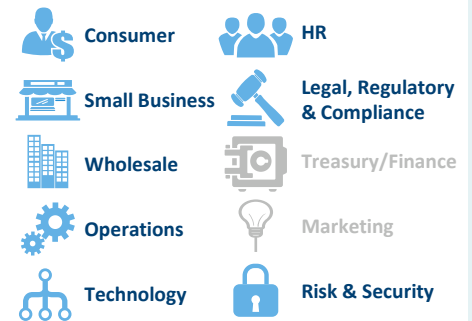 Consumer
Small Business
Wholesale
Operations
Technology
HR
Legal, Regulatory
& Compliance
Treasury/Finance
Marketing
Risk & Security